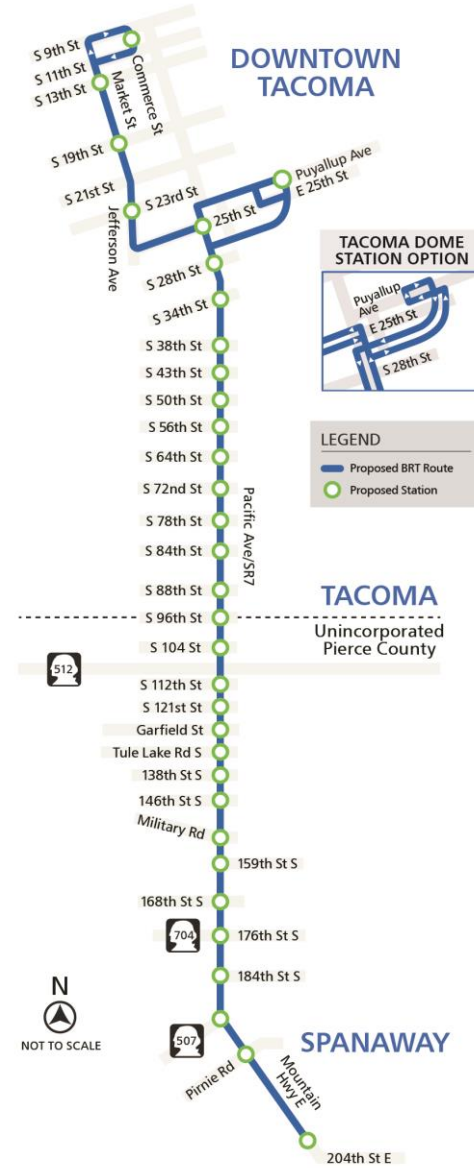 DOWNTOWN
TACOMA
S 9th St
S 11th St
S 13th St
Commerce St
Market St
S 19th St
S 21st St
S 23rd St
Jefferson Ave
Puyallup Ave
E 25th St
25th St
S 28th St
S 34th St
TACOMA DOME
STATION OPTION
Puyallup
Ave
E 25th St
S 28th St
S 38th St
S 43th St
S 50th St
S 56th St
S 64th St
S 72nd St
S 78th St
S 84th St
S 88th St
S 96th St
S 104 St
Pacific Ave/SR7
LEGEND
Proposed BRT Route
Proposed Station
TACOMA
Unincorporated
Pierce County
512
S 112th St
S 121st St
Garfield St
Tule Lake Rd S
138th St S
146th St S
Military Rd
159th St S
168th St S
704
176th St S
184th St S
N
NOT TO SCALE
507
SPANAWAY
Pirnie Rd
Mountain
Hwy E
204th St E